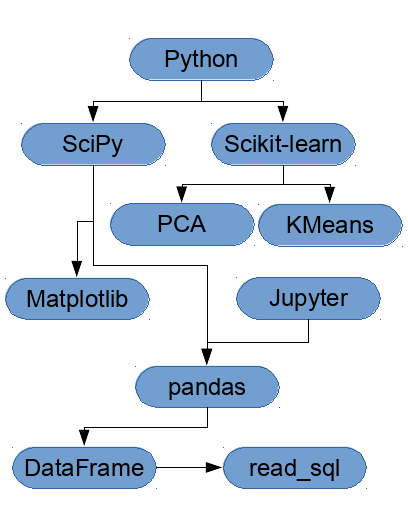 Python
SciPy
Scikit-learn
PCA
KMeans
Matplotlib
Jupyter
pandas
DataFrame
read_sql